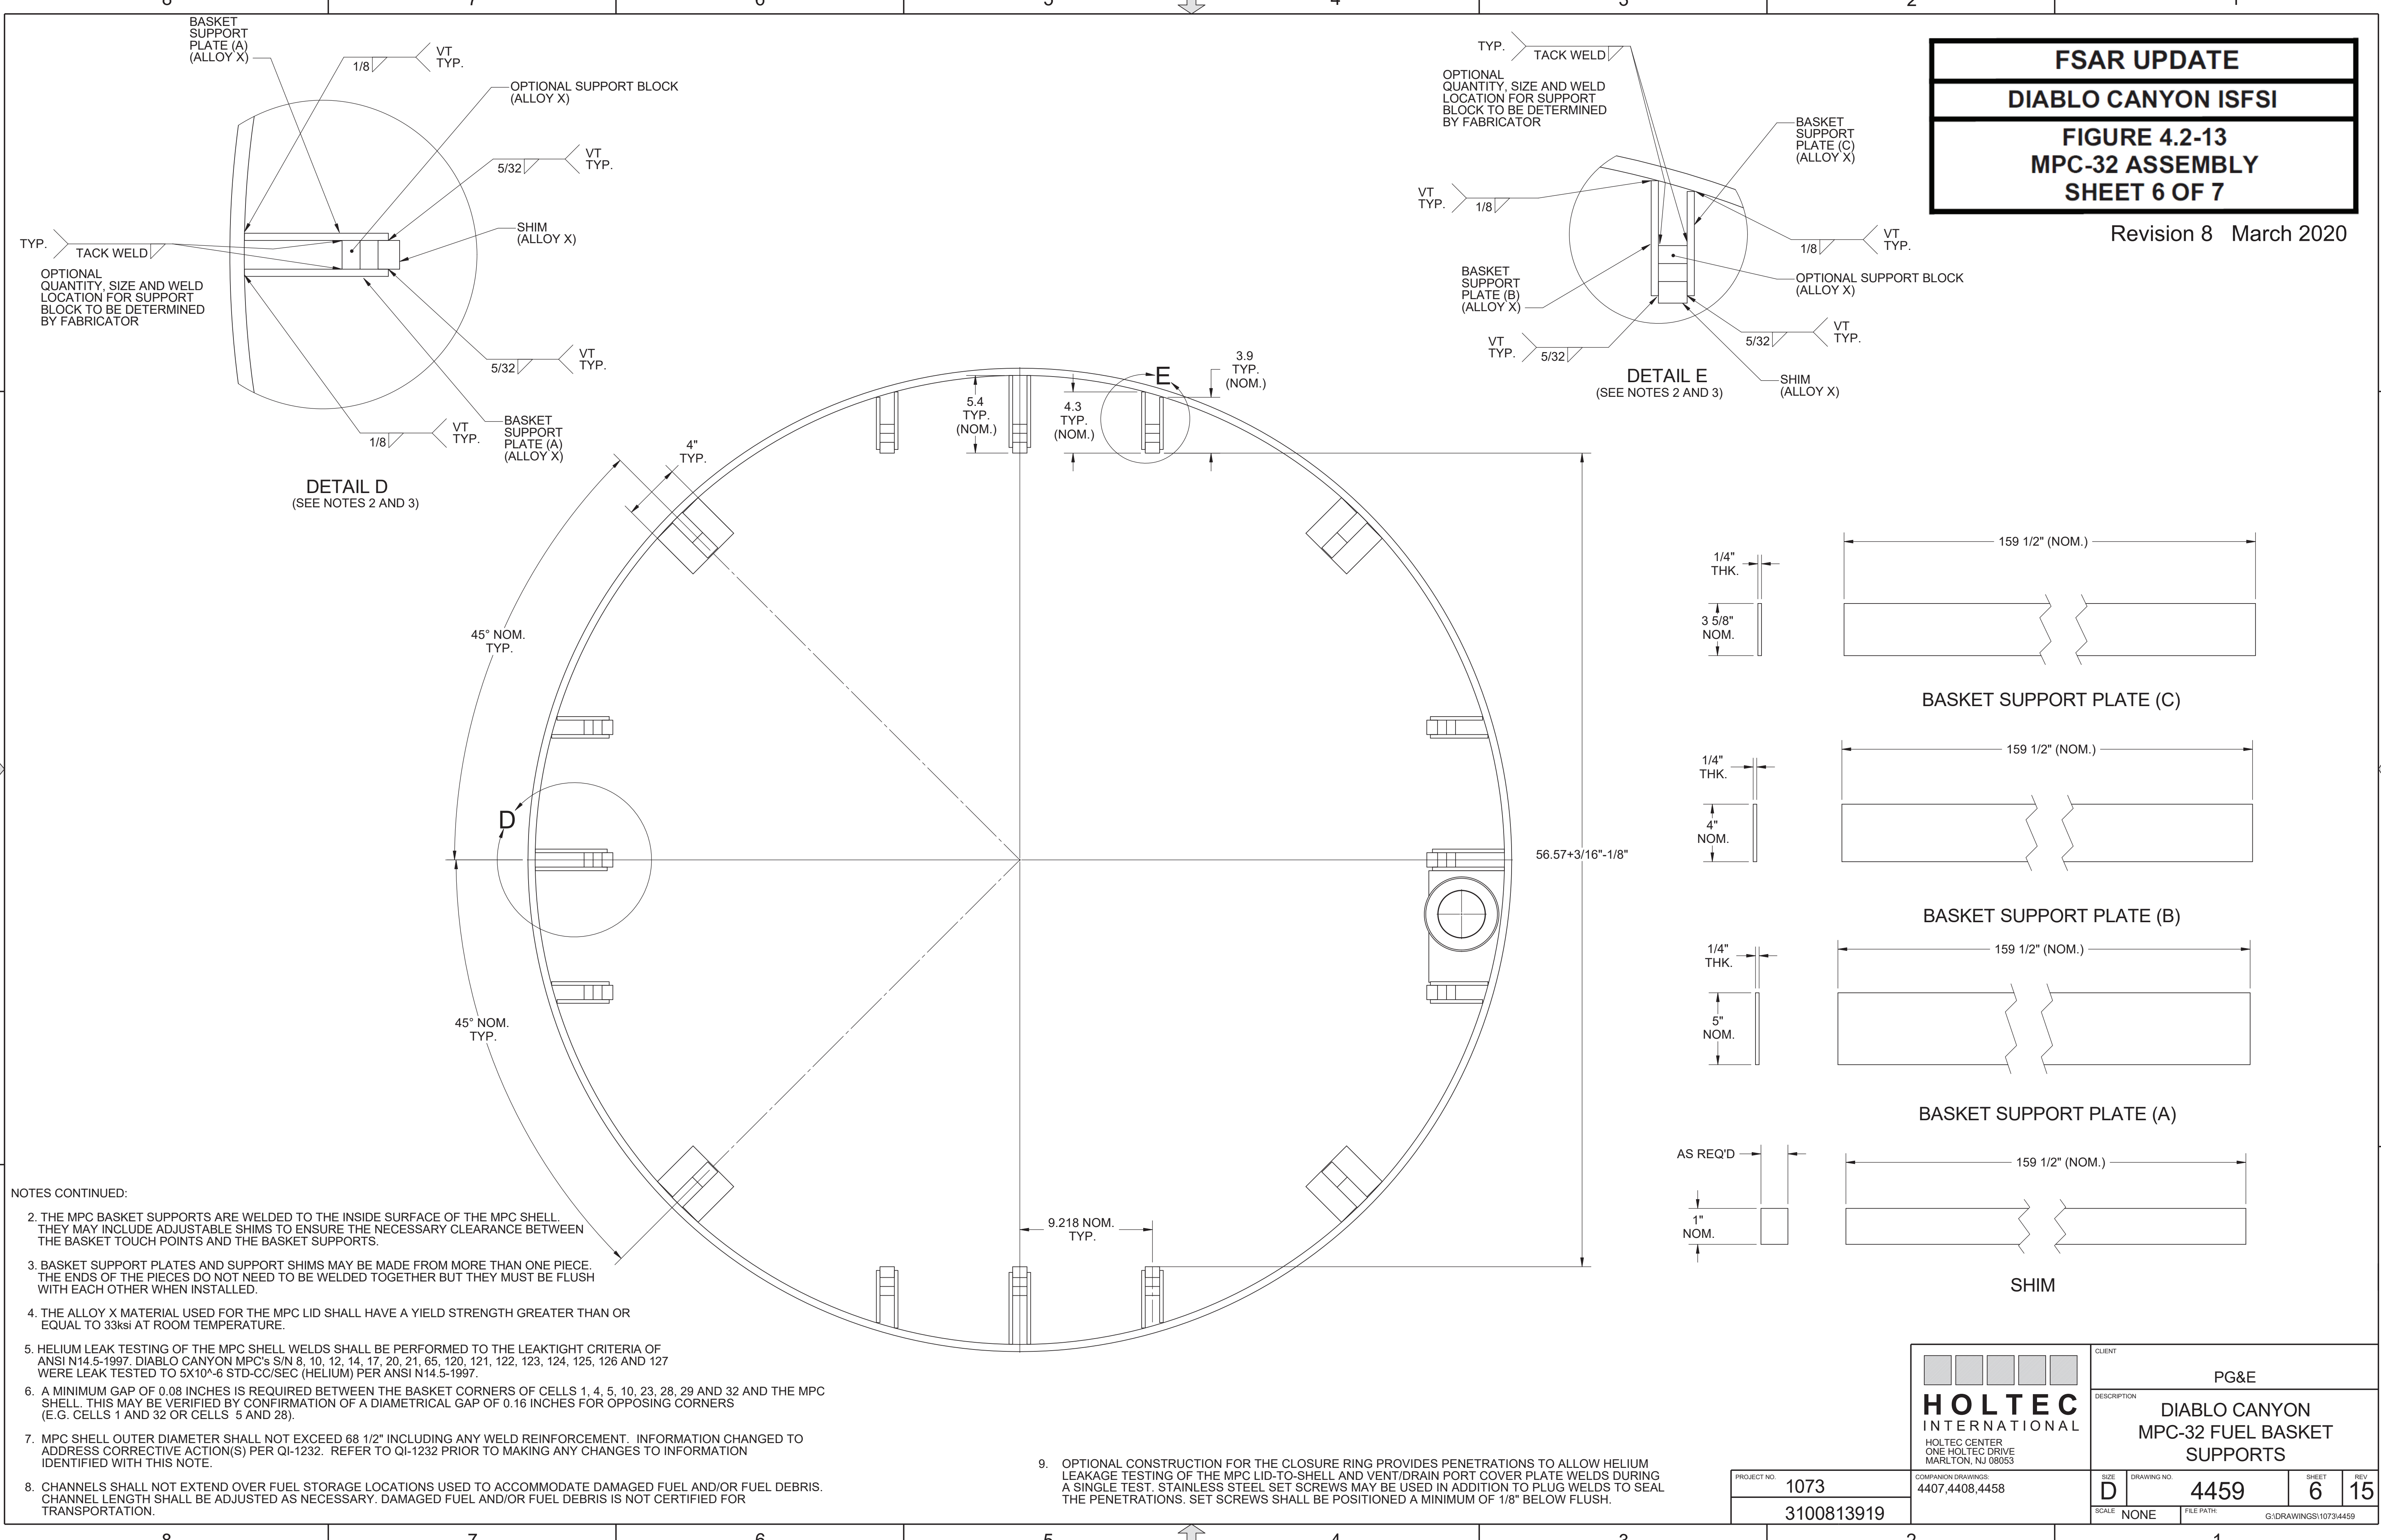 8 7 6 5 4 3 2 1
BASKET
SUPPORT
PLATE (A)
(ALLOY X)
1/8
VT
TYP.
OPTIONAL SUPPORT BLOCK
(ALLOY X)
5/32
VT
TYP.
SHIM
(ALLOY X)
TYP.
TACK WELD
OPTIONAL
QUANTITY, SIZE AND WELD
LOCATION FOR SUPPORT
BLOCK TO BE DETERMINED
BY FABRICATOR
5/32
VT
TYP.
1/8
VT
TYP.
BASKET
SUPPORT
PLATE (A)
(ALLOY X)
DETAIL D
(SEE NOTES 2 AND 3)
TYP.
TACK WELD
OPTIONAL
QUANTITY, SIZE AND WELD
LOCATION FOR SUPPORT
BLOCK TO BE DETERMINED
BY FABRICATOR
BASKET
SUPPORT
PLATE (C)
(ALLOY X)
VT
TYP.
1/8
1/8
VT
TYP.
BASKET
SUPPORT
PLATE (B)
(ALLOY X)
OPTIONAL SUPPORT BLOCK
(ALLOY X)
VT
TYP.
5/32
5/32
VT
TYP.
SHIM
(ALLOY X)
DETAIL E
(SEE NOTES 2 AND 3)
FSAR UPDATE
DIABLO CANYON ISFSI
FIGURE 4.2-13
MPC-32 ASSEMBLY
SHEET 6 OF 7
Revision 8 March 2020
5.4
TYP.
(NOM.)
4.3
TYP.
(NOM.)
E
3.9
TYP.
(NOM.)
4"
TYP.
45° NOM.
TYP.
D
45° NOM.
TYP.
56.57+3/16"-1/8"
9.218 NOM.
TYP.
1/4"
THK.
3 5/8"
NOM.
159 1/2" (NOM.)
BASKET SUPPORT PLATE (C)
1/4"
THK.
4"
NOM.
159 1/2" (NOM.)
BASKET SUPPORT PLATE (B)
1/4"
THK.
5"
NOM.
159 1/2" (NOM.)
BASKET SUPPORT PLATE (A)
AS REQ'D
1"
NOM.
159 1/2" (NOM.)
SHIM
NOTES CONTINUED:
2. THE MPC BASKET SUPPORTS ARE WELDED TO THE INSIDE SURFACE OF THE MPC SHELL.
THEY MAY INCLUDE ADJUSTABLE SHIMS TO ENSURE THE NECESSARY CLEARANCE BETWEEN
THE BASKET TOUCH POINTS AND THE BASKET SUPPORTS.
3. BASKET SUPPORT PLATES AND SUPPORT SHIMS MAY BE MADE FROM MORE THAN ONE PIECE.
THE ENDS OF THE PIECES DO NOT NEED TO BE WELDED TOGETHER BUT THEY MUST BE FLUSH
WITH EACH OTHER WHEN INSTALLED.
4. THE ALLOY X MATERIAL USED FOR THE MPC LID SHALL HAVE A YIELD STRENGTH GREATER THAN OR
EQUAL TO 33ksi AT ROOM TEMPERATURE.
5. HELIUM LEAK TESTING OF THE MPC SHELL WELDS SHALL BE PERFORMED TO THE LEAKTIGHT CRITERIA OF
ANSI N14.5-1997. DIABLO CANYON MPC's S/N 8, 10, 12, 14, 17, 20, 21, 65, 120, 121, 122, 123, 124, 125, 126 AND 127
WERE LEAK TESTED TO 5X10^-6 STD-CC/SEC (HELIUM) PER ANSI N14.5-1997.
6. A MINIMUM GAP OF 0.08 INCHES IS REQUIRED BETWEEN THE BASKET CORNERS OF CELLS 1, 4, 5, 10, 23, 28, 29 AND 32 AND THE MPC
SHELL. THIS MAY BE VERIFIED BY CONFIRMATION OF A DIAMETRICAL GAP OF 0.16 INCHES FOR OPPOSING CORNERS
(E.G. CELLS 1 AND 32 OR CELLS 5 AND 28).
7. MPC SHELL OUTER DIAMETER SHALL NOT EXCEED 68 1/2" INCLUDING ANY WELD REINFORCEMENT. INFORMATION CHANGED TO
ADDRESS CORRECTIVE ACTION(S) PER QI-1232. REFER TO QI-1232 PRIOR TO MAKING ANY CHANGES TO INFORMATION
IDENTIFIED WITH THIS NOTE.
8. CHANNELS SHALL NOT EXTEND OVER FUEL STORAGE LOCATIONS USED TO ACCOMMODATE DAMAGED FUEL AND/OR FUEL DEBRIS.
CHANNEL LENGTH SHALL BE ADJUSTED AS NECESSARY. DAMAGED FUEL AND/OR FUEL DEBRIS IS NOT CERTIFIED FOR
TRANSPORTATION.
9. OPTIONAL CONSTRUCTION FOR THE CLOSURE RING PROVIDES PENETRATIONS TO ALLOW HELIUM
LEAKAGE TESTING OF THE MPC LID-TO-SHELL AND VENT/DRAIN PORT COVER PLATE WELDS DURING
A SINGLE TEST. STAINLESS STEEL SET SCREWS MAY BE USED IN ADDITION TO PLUG WELDS TO SEAL
THE PENETRATIONS. SET SCREWS SHALL BE POSITIONED A MINIMUM OF 1/8" BELOW FLUSH.
HOLTEC
INTERNATIONAL
HOLTEC CENTER
ONE HOLTEC DRIVE
MARLTON, NJ 08053
CLIENT
PG&E
DESCRIPTION
DIABLO CANYON
MPC-32 FUEL BASKET
SUPPORTS
PROJECT NO.
1073
3100813919
COMPANION DRAWINGS:
4407,4408,4458
SIZE
D
DRAWING NO.
4459
SHEET
6
REV
15
SCALE
NONE
FILE PATH:
G:\DRAWINGS\1073\4459
8 7 6 5 4 3 2 1